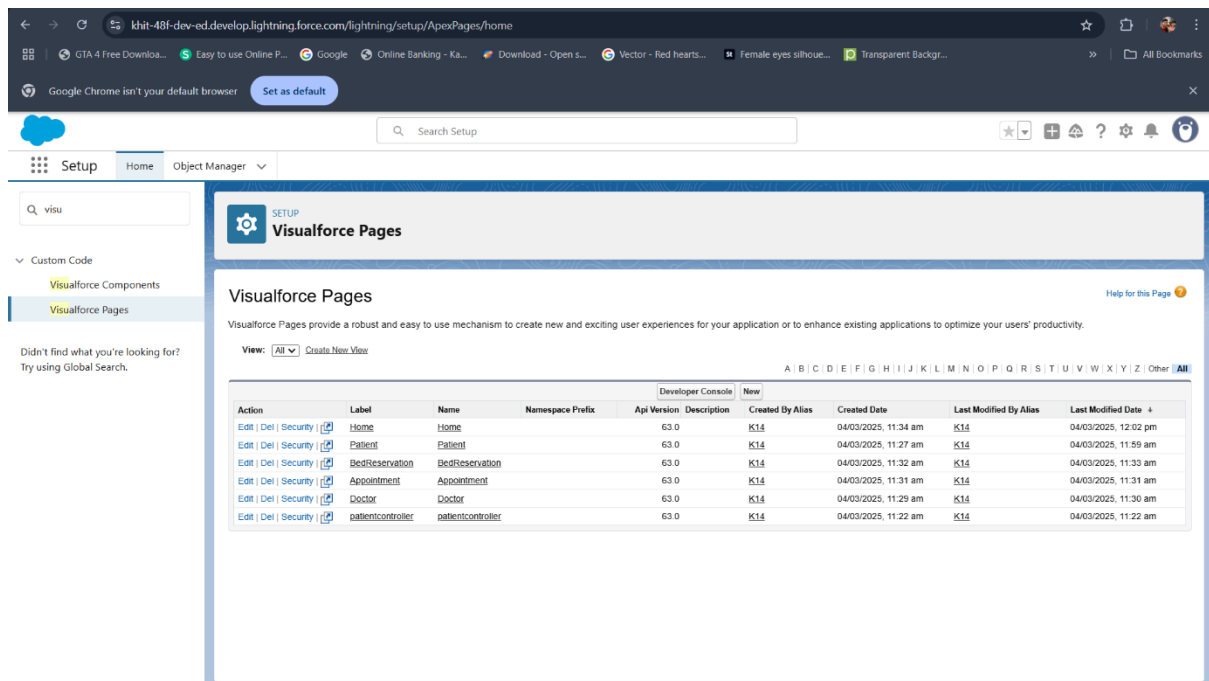 khit-48f-dev-ed.develop.lightning.force.com/lightning/setup/ApexPages/home
GTA 4 Free Downloa... Easy to use Online P... Google Online Banking - Ka... Download - Open s... Vector - Red hearts... Female eyes silhoue... Transparent Backgr... » All Bookmarks
Google Chrome isn't your default browser Set as default
Search Setup
Setup Home Object Manager
visu
SETUP
Visualforce Pages
Custom Code
Visualforce Components
Visualforce Pages
Didn't find what you're looking for?
Try using Global Search.
Visualforce Pages
Help for this Page
Visualforce Pages provide a robust and easy to use mechanism to create new and exciting user experiences for your application or to enhance existing applications to optimize your users' productivity.
View: All Create New View
A | B | C | D | E | F | G | H | I | J | K | L | M | N | O | P | Q | R | S | T | U | V | W | X | Y | Z | Other | All
Developer Console New
Action Label Name Namespace Prefix Api Version Description Created By Alias Created Date Last Modified By Alias Last Modified Date
Edit | Del | Security | Home Home 63.0 K14 04/03/2025, 11:34 am K14 04/03/2025, 12:02 pm
Edit | Del | Security | Patient Patient 63.0 K14 04/03/2025, 11:27 am K14 04/03/2025, 11:59 am
Edit | Del | Security | BedReservation BedReservation 63.0 K14 04/03/2025, 11:32 am K14 04/03/2025, 11:33 am
Edit | Del | Security | Appointment Appointment 63.0 K14 04/03/2025, 11:31 am K14 04/03/2025, 11:31 am
Edit | Del | Security | Doctor Doctor 63.0 K14 04/03/2025, 11:29 am K14 04/03/2025, 11:30 am
Edit | Del | Security | patientcontroller patientcontroller 63.0 K14 04/03/2025, 11:22 am K14 04/03/2025, 11:22 am